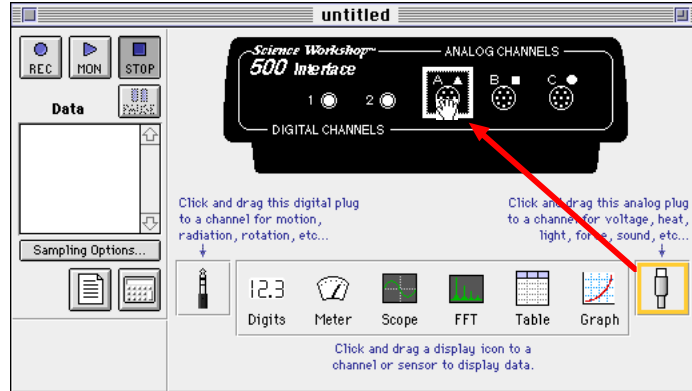 untitled
REC MON STOP
PAUSE
Data
Sampling Options...
Science Workshop™
500 Interface
ANALOG CHANNELS
A B C
1 2
DIGITAL CHANNELS
Click and drag this digital plug
to a channel for motion,
radiation, rotation, etc...
Click and drag this analog plug
to a channel for voltage, heat,
light, force, sound, etc...
12.3
Digits Meter Scope FFT Table Graph
Click and drag a display icon to a
channel or sensor to display data.